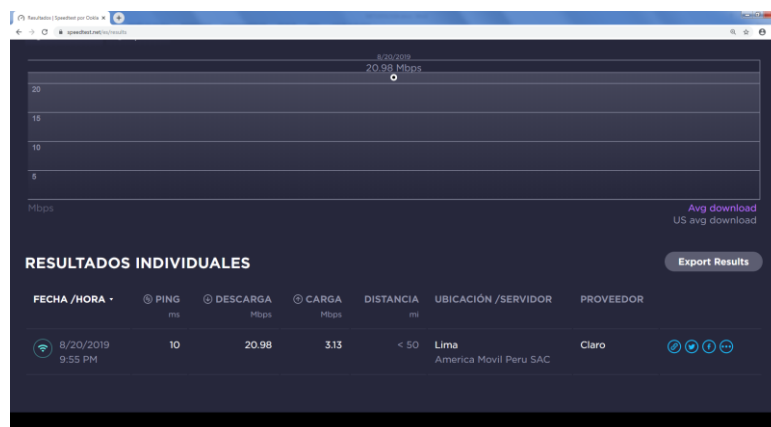 Resultados | Speedtest por Ookla
speedtest.net/es/results
8/20/2019
20.98 Mbps
20
15
10
5
Mbps
Avg download
US avg download
RESULTADOS INDIVIDUALES
Export Results
FECHA /HORA PING DESCARGA CARGA DISTANCIA UBICACIÓN /SERVIDOR PROVEEDOR
ms Mbps Mbps mi
8/20/2019 10 20.98 3.13 < 50 Lima Claro
9:55 PM America Movil Peru SAC